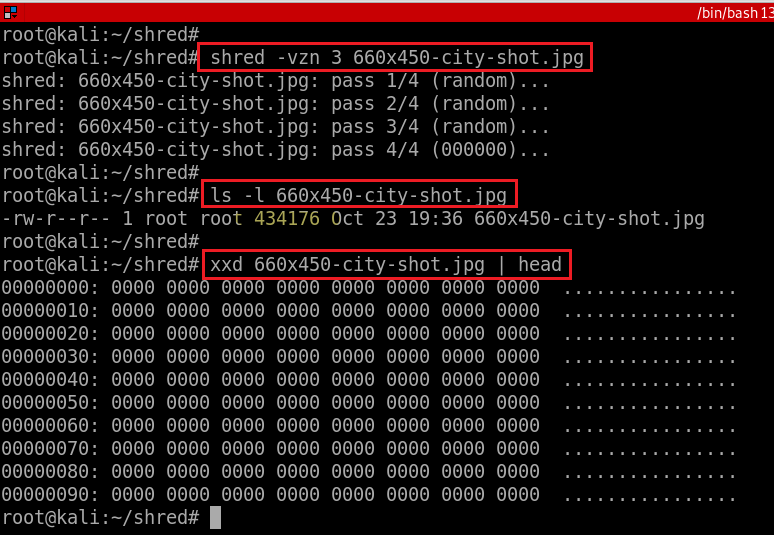 /bin/bash 13
root@kali:~/shred#
root@kali:~/shred# shred -vzn 3 660x450-city-shot.jpg
shred: 660x450-city-shot.jpg: pass 1/4 (random)...
shred: 660x450-city-shot.jpg: pass 2/4 (random)...
shred: 660x450-city-shot.jpg: pass 3/4 (random)...
shred: 660x450-city-shot.jpg: pass 4/4 (000000)...
root@kali:~/shred#
root@kali:~/shred# ls -l 660x450-city-shot.jpg
-rw-r--r-- 1 root root 434176 Oct 23 19:36 660x450-city-shot.jpg
root@kali:~/shred#
root@kali:~/shred# xxd 660x450-city-shot.jpg | head
00000000: 0000 0000 0000 0000 0000 0000 0000 0000  ................
00000010: 0000 0000 0000 0000 0000 0000 0000 0000  ................
00000020: 0000 0000 0000 0000 0000 0000 0000 0000  ................
00000030: 0000 0000 0000 0000 0000 0000 0000 0000  ................
00000040: 0000 0000 0000 0000 0000 0000 0000 0000  ................
00000050: 0000 0000 0000 0000 0000 0000 0000 0000  ................
00000060: 0000 0000 0000 0000 0000 0000 0000 0000  ................
00000070: 0000 0000 0000 0000 0000 0000 0000 0000  ................
00000080: 0000 0000 0000 0000 0000 0000 0000 0000  ................
00000090: 0000 0000 0000 0000 0000 0000 0000 0000  ................
root@kali:~/shred#